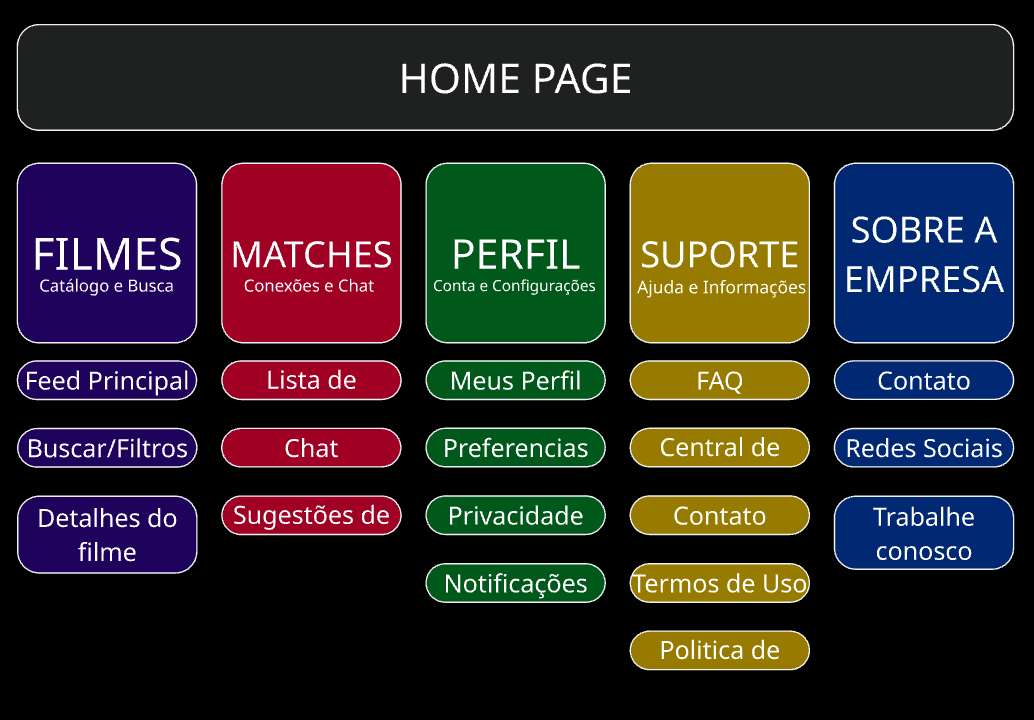 HOME PAGE
FILMES
Catálogo e Busca
Feed Principal
Buscar/Filtros
Detalhes do
filme
MATCHES
Conexões e Chat
Lista de
Chat
Sugestões de
PERFIL
Conta e Configurações
Meus Perfil
Preferencias
Privacidade
Notificações
SUPORTE
Ajuda e Informações
FAQ
Central de
Contato
Termos de Uso
Politica de
SOBRE A
EMPRESA
Contato
Redes Sociais
Trabalhe
conosco